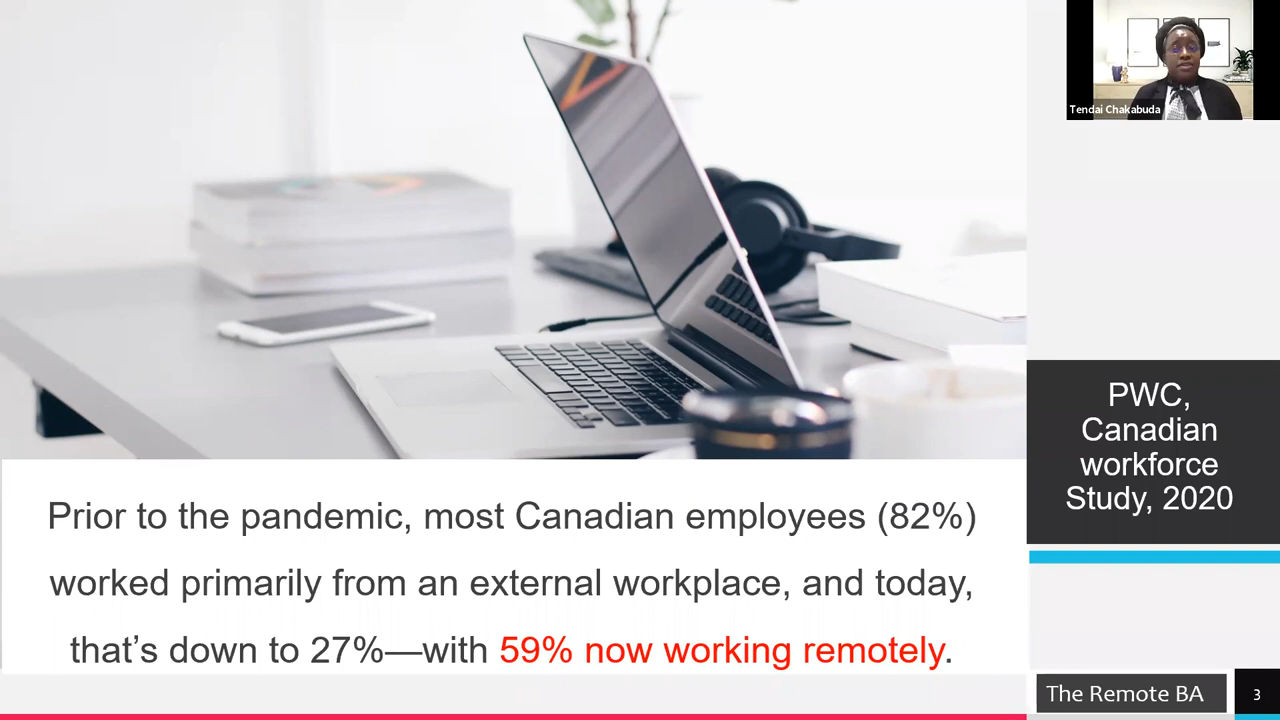 Tendai Chakabuda
PWC,
Canadian
workforce
Study, 2020
Prior to the pandemic, most Canadian employees (82%)
worked primarily from an external workplace, and today,
that’s down to 27%—with 59% now working remotely.
The Remote BA
3